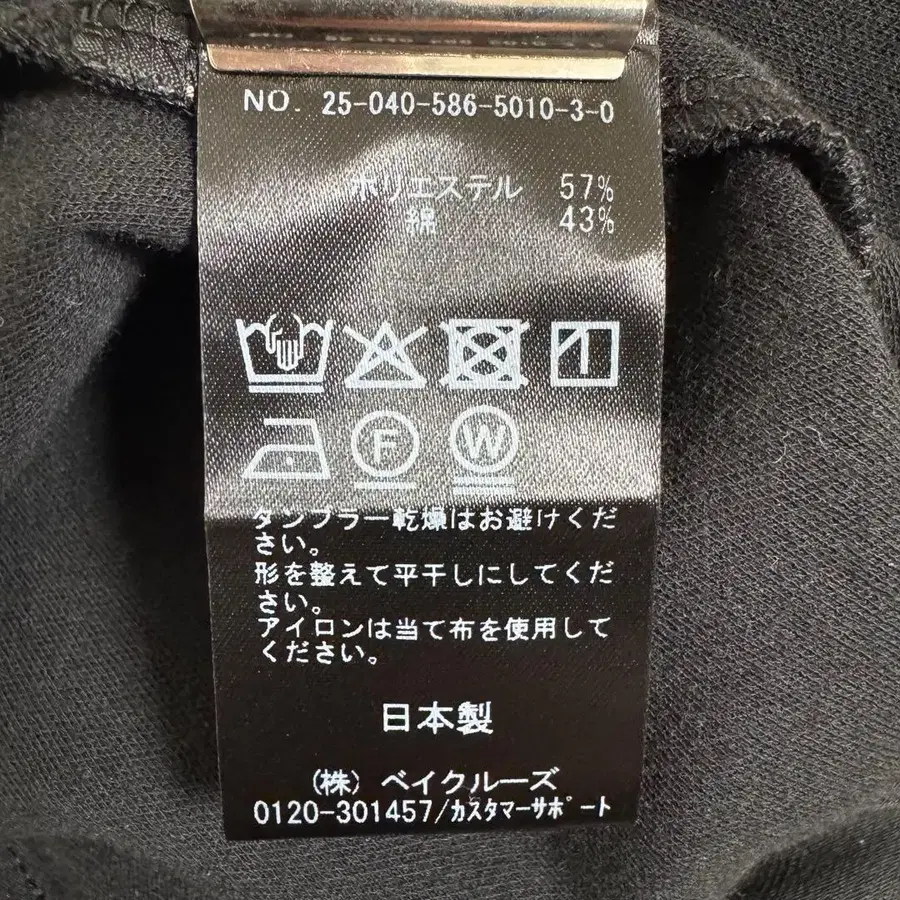 NO. 25-040-586-5010-3-0
ポリエステル 57%
綿 43%
F W
タンブラー乾燥はお避けくだ
さい。
形を整えて平干しにしてくだ
さい。
アイロンは当て布を使用して
ください。
日本製
(株) ベイクルーズ
0120-301457/カスタマーサポート